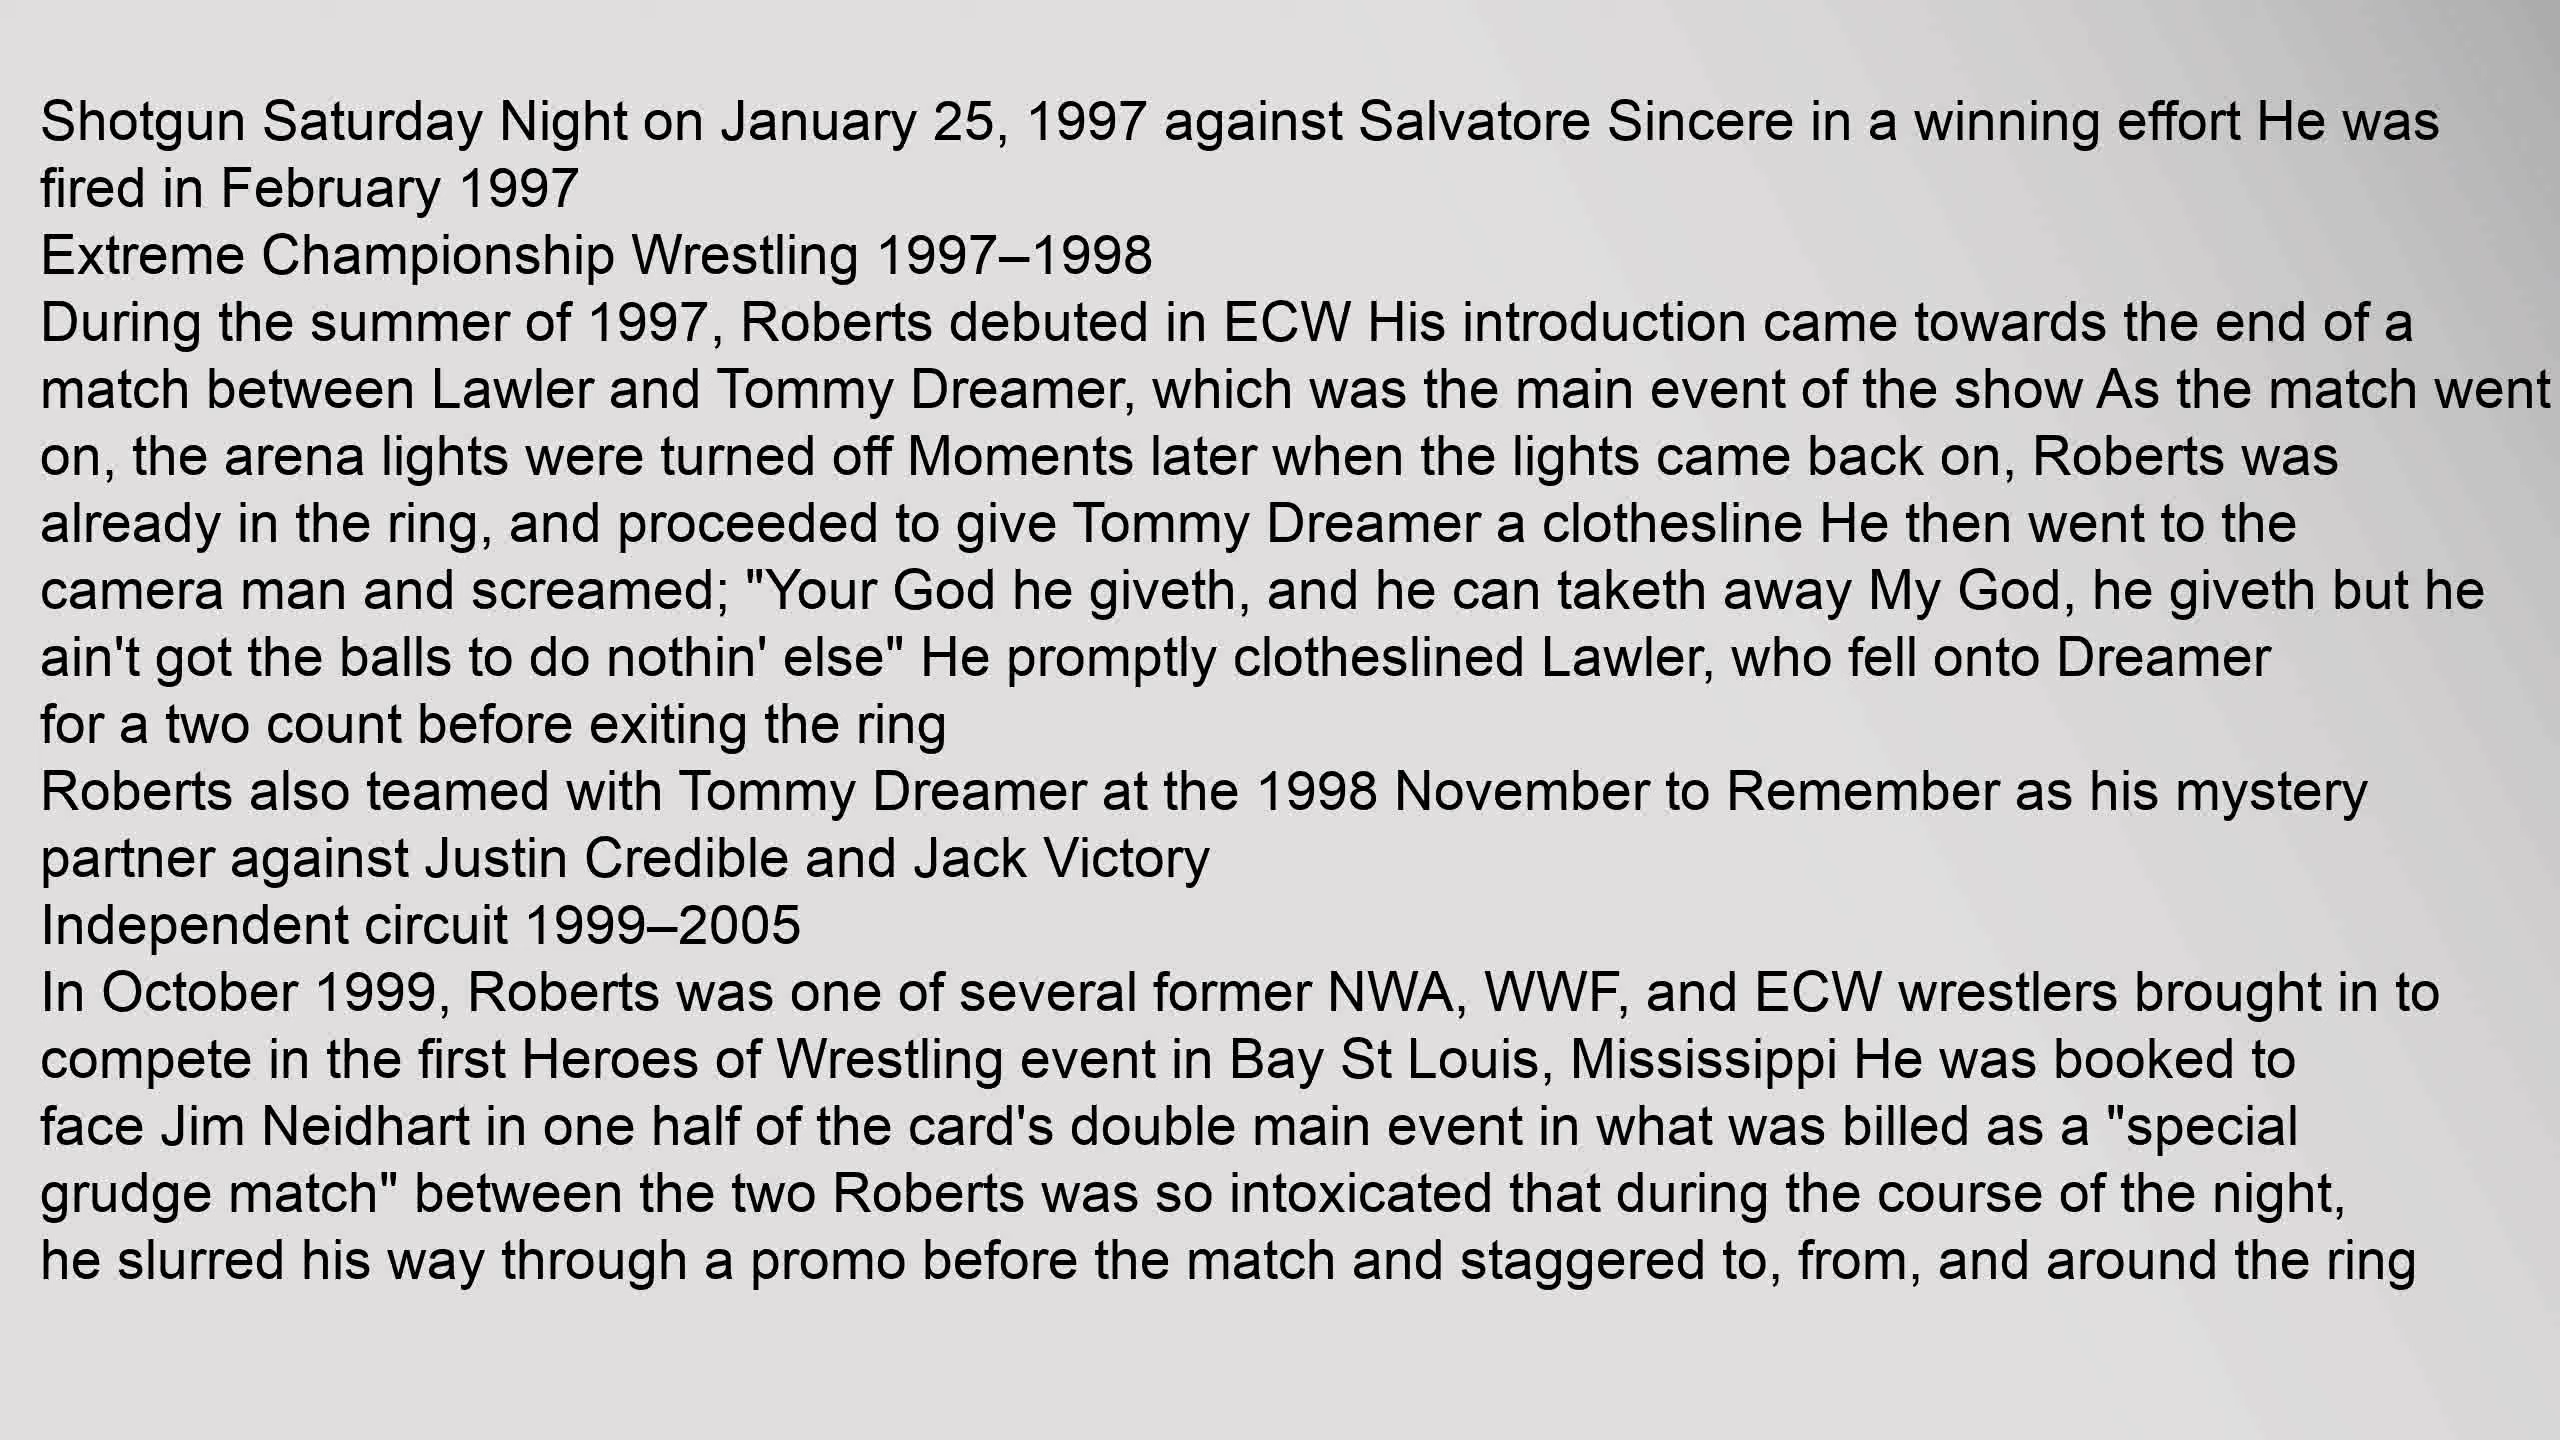 Shotgun Saturday Night on January 25, 1997 against Salvatore Sincere in a winning effort He was
fired in February 1997
Extreme Championship Wrestling 1997–1998
During the summer of 1997, Roberts debuted in ECW His introduction came towards the end of a
match between Lawler and Tommy Dreamer, which was the main event of the show As the match went
on, the arena lights were turned off Moments later when the lights came back on, Roberts was
already in the ring, and proceeded to give Tommy Dreamer a clothesline He then went to the
camera man and screamed; "Your God he giveth, and he can taketh away My God, he giveth but he
ain't got the balls to do nothin' else" He promptly clotheslined Lawler, who fell onto Dreamer
for a two count before exiting the ring
Roberts also teamed with Tommy Dreamer at the 1998 November to Remember as his mystery
partner against Justin Credible and Jack Victory
Independent circuit 1999–2005
In October 1999, Roberts was one of several former NWA, WWF, and ECW wrestlers brought in to
compete in the first Heroes of Wrestling event in Bay St Louis, Mississippi He was booked to
face Jim Neidhart in one half of the card's double main event in what was billed as a "special
grudge match" between the two Roberts was so intoxicated that during the course of the night,
he slurred his way through a promo before the match and staggered to, from, and around the ring